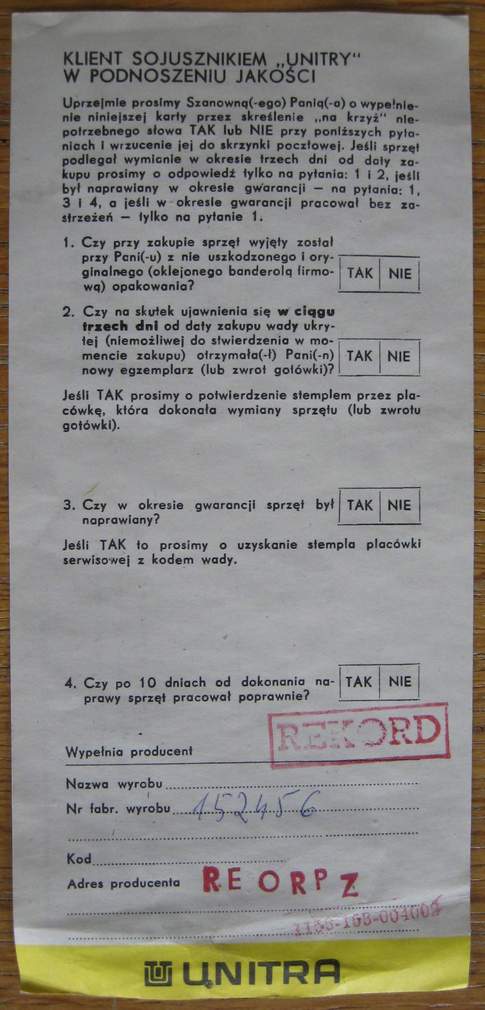 KLIENT SOJUSZNIKIEM „UNITRY“
W PODNOSZENIU JAKOŚCI
Uprzejmie prosimy Szanowną(-ego) Panią(-a) o wypełnie-
nie niniejszej karty przez skreślenie „na krzyż” nie-
potrzebnego słowa TAK lub NIE przy poniższych pyta-
niach i wrzucenie jej do skrzynki pocztowej. Jeśli sprzęt
podlegał wymianie w okresie trzech dni od daty za-
kupu prosimy o odpowiedź tylko na pytania: 1 i 2, jeśli
był naprawiany w okresie gwarancji — na pytania: 1,
3 i 4, a jeśli w okresie gwarancji pracował bez za-
strzeżeń — tylko na pytanie 1.
1. Czy przy zakupie sprzęt wyjęty został
przy Pani(-u) z nie uszkodzonego i ory-
ginalnego (oklejonego banderolą firmo-
wą) opakowania?
TAK NIE
2. Czy na skutek ujawnienia się w ciągu
trzech dni od daty zakupu wady ukry-
tej (niemożliwej do stwierdzenia w mo-
mencie zakupu) otrzymała(-ł) Pani(-n)
nowy egzemplarz (lub zwrot gotówki)?
TAK NIE
Jeśli TAK prosimy o potwierdzenie stemplem przez pla-
cówkę, która dokonała wymiany sprzętu (lub zwrotu
gotówki).
3. Czy w okresie gwarancji sprzęt był
naprawiany?
TAK NIE
Jeśli TAK to prosimy o uzyskanie stempla placówki
serwisowej z kodem wady.
4. Czy po 10 dniach od dokonania na-
prawy sprzęt pracował poprawnie?
TAK NIE
REKORD
Wypełnia producent
Nazwa wyrobu
Nr fabr. wyrobu 152456
Kod
Adres producenta REORPZ
UNITRA